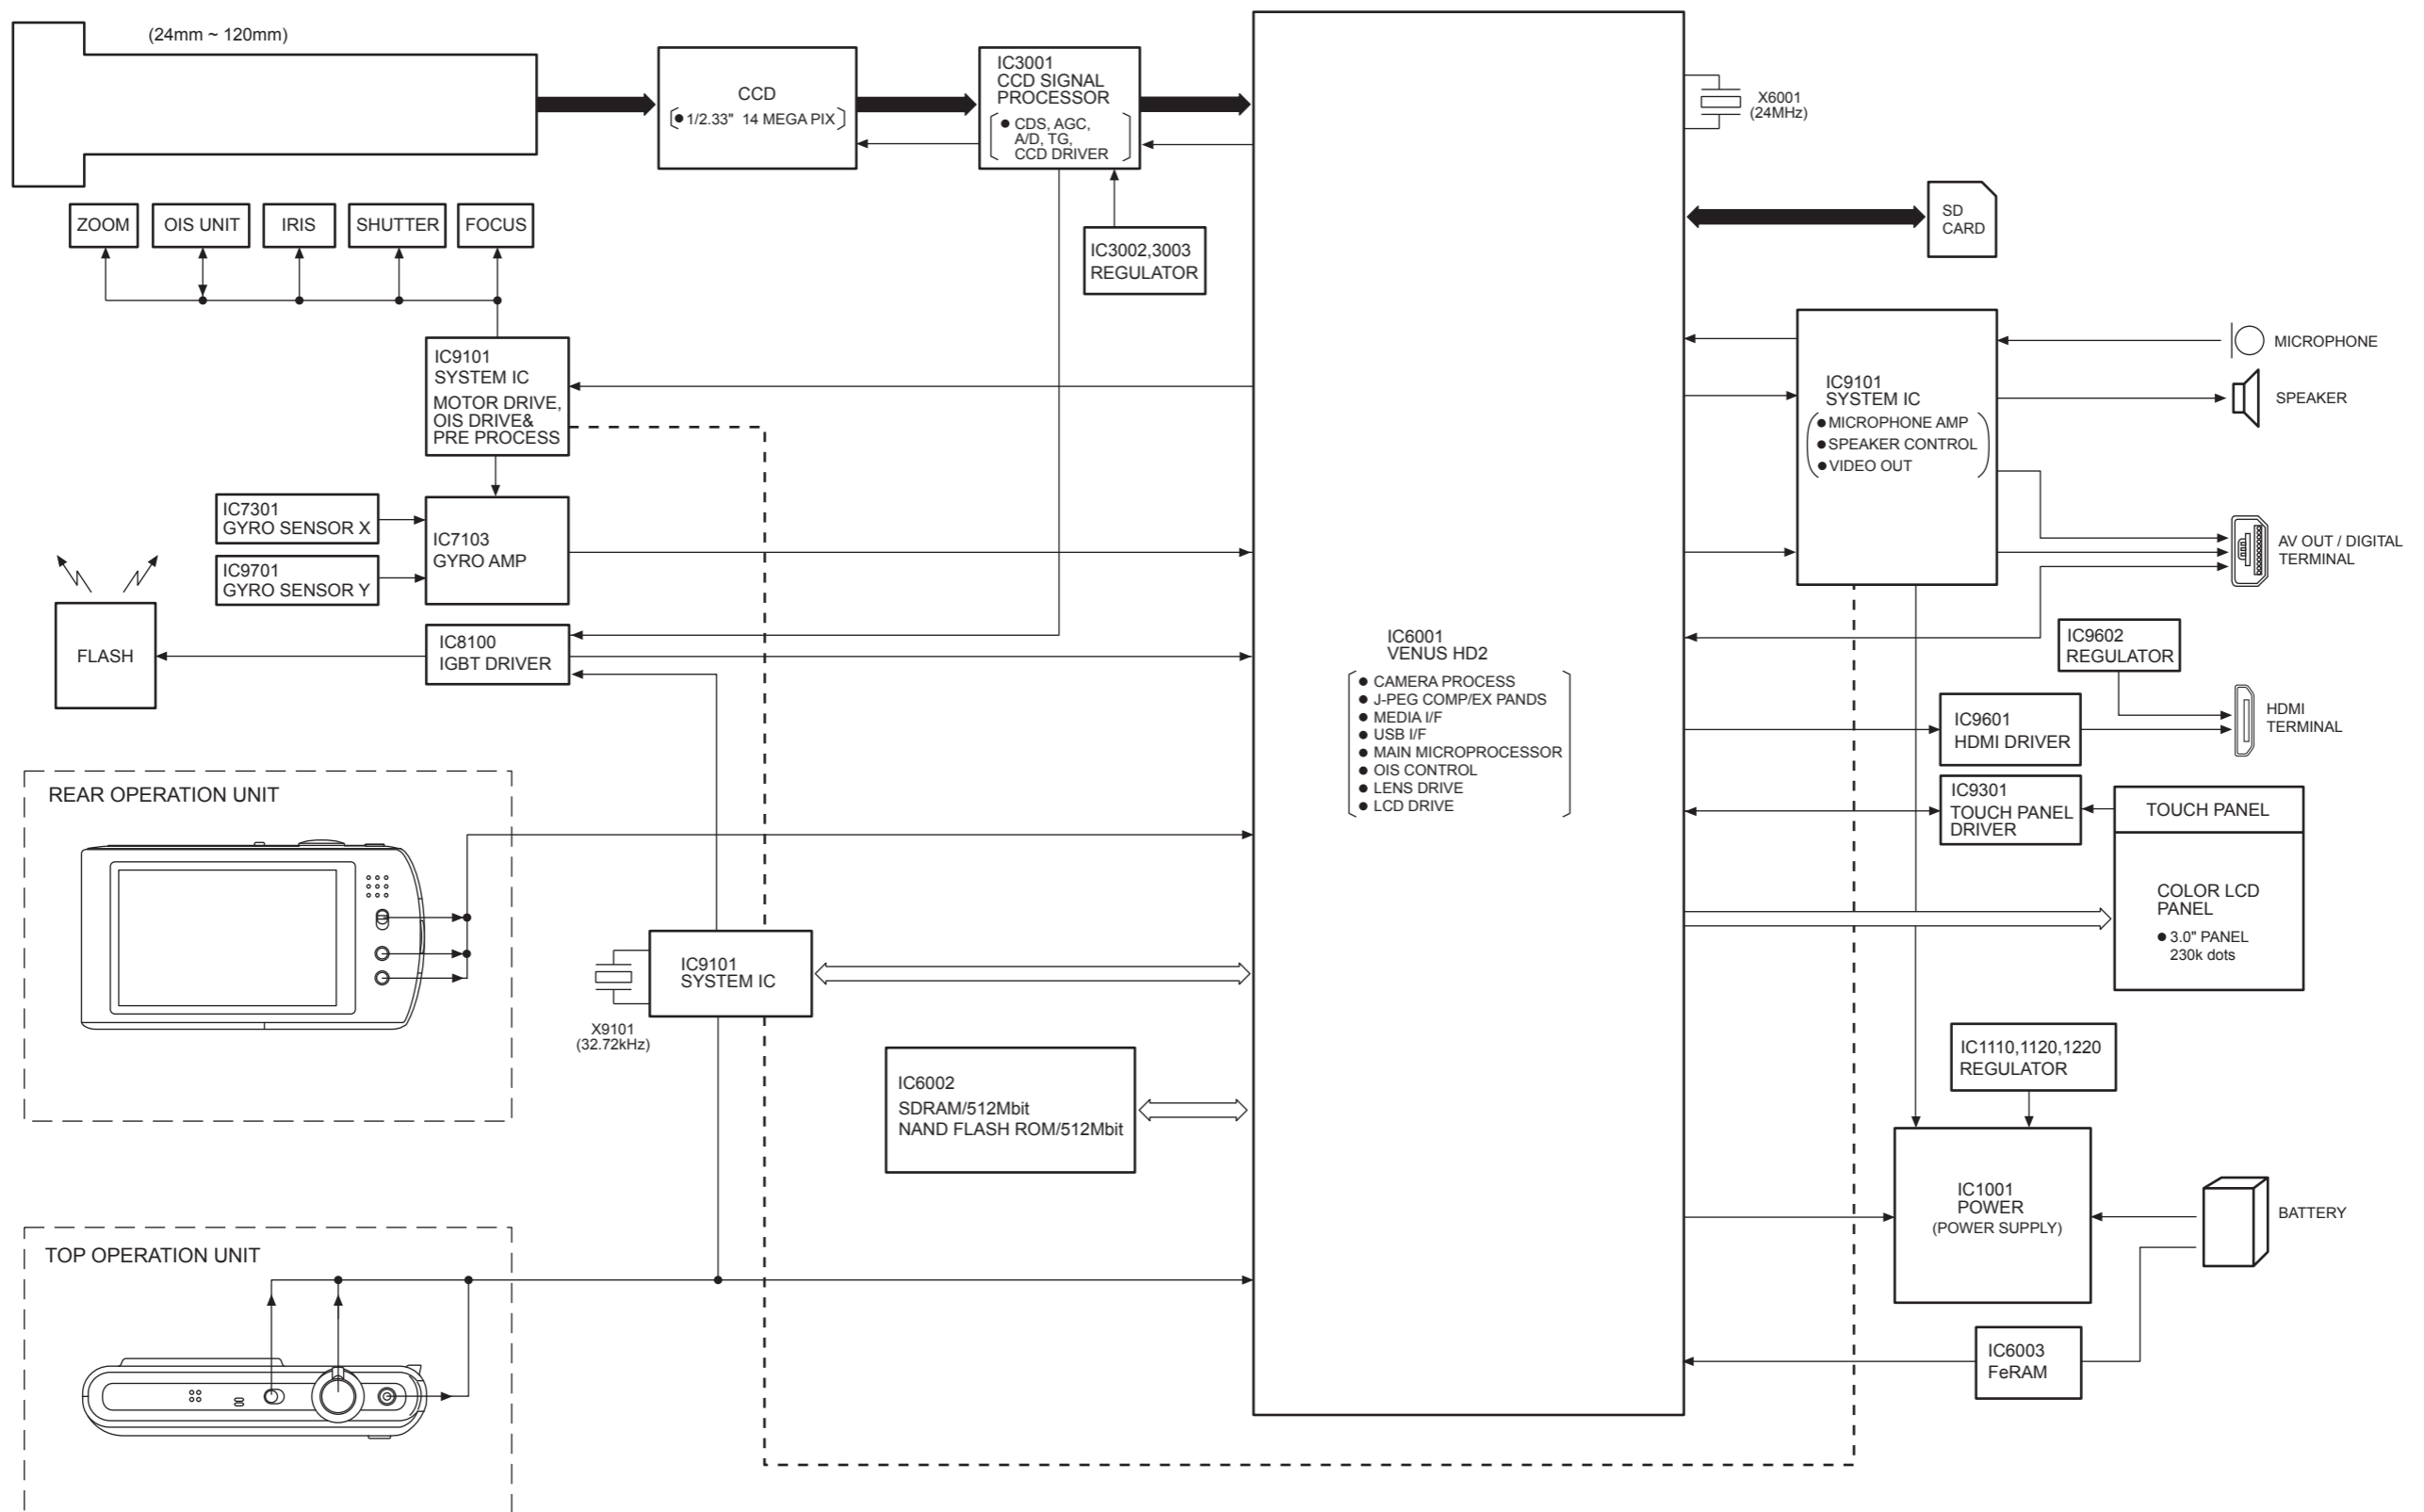 (24mm ~ 120mm)
CCD
● 1/2.33" 14 MEGA PIX
IC3001
CCD SIGNAL
PROCESSOR
● CDS, AGC,
A/D, TG,
CCD DRIVER
X6001
(24MHz)
SD
CARD
ZOOM
OIS UNIT
IRIS
SHUTTER
FOCUS
IC3002,3003
REGULATOR
IC9101
SYSTEM IC
MOTOR DRIVE,
OIS DRIVE&
PRE PROCESS
IC9101
SYSTEM IC
● MICROPHONE AMP
● SPEAKER CONTROL
● VIDEO OUT
MICROPHONE
SPEAKER
AV OUT / DIGITAL
TERMINAL
IC7301
GYRO SENSOR X
IC9701
GYRO SENSOR Y
IC7103
GYRO AMP
FLASH
IC8100
IGBT DRIVER
IC6001
VENUS HD2
● CAMERA PROCESS
● J-PEG COMP/EX PANDS
● MEDIA I/F
● USB I/F
● MAIN MICROPROCESSOR
● OIS CONTROL
● LENS DRIVE
● LCD DRIVE
IC9602
REGULATOR
IC9601
HDMI DRIVER
HDMI
TERMINAL
IC9301
TOUCH PANEL
DRIVER
TOUCH PANEL
COLOR LCD
PANEL
● 3.0" PANEL
230k dots
REAR OPERATION UNIT
IC9101
SYSTEM IC
X9101
(32.72kHz)
IC6002
SDRAM/512Mbit
NAND FLASH ROM/512Mbit
IC1110,1120,1220
REGULATOR
IC1001
POWER
(POWER SUPPLY)
BATTERY
TOP OPERATION UNIT
IC6003
FeRAM